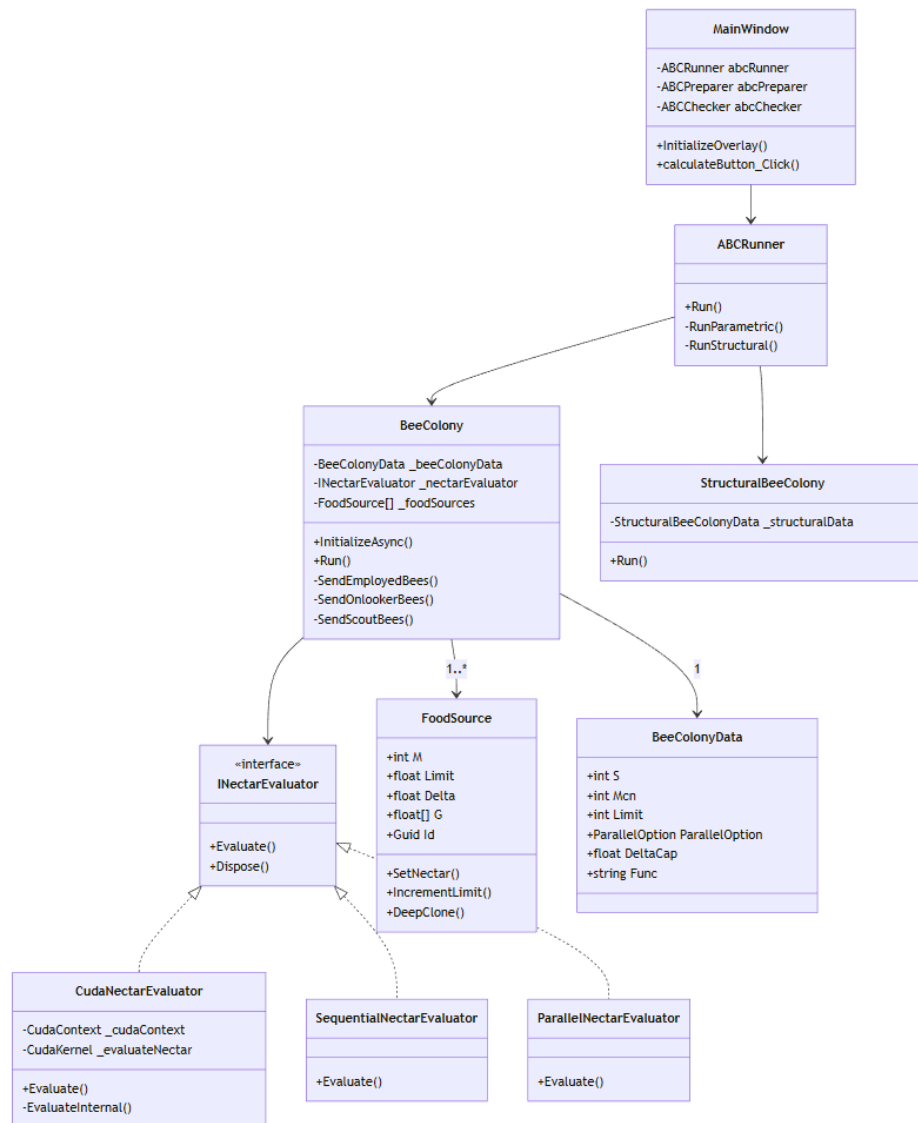 MainWindow
-ABCRunner abcRunner
-ABCPreparer abcPreparer
-ABCChecker abcChecker
+InitializeOverlay()
+calculateButton_Click()
ABCRunner
+Run()
-RunParametric()
-RunStructural()
BeeColony
-BeeColonyData _beeColonyData
-INectarEvaluator _nectarEvaluator
-FoodSource[] _foodSources
+InitializeAsync()
+Run()
-SendEmployedBees()
-SendOnlookerBees()
-SendScoutBees()
StructuralBeeColony
-StructuralBeeColonyData _structuralData
+Run()
1..*
1
«interface»
INectarEvaluator
+Evaluate()
+Dispose()
FoodSource
+int M
+float Limit
+float Delta
+float[] G
+Guid Id
+SetNectar()
+IncrementLimit()
+DeepClone()
BeeColonyData
+int S
+int Mcn
+int Limit
+ParallelOption ParallelOption
+float DeltaCap
+string Func
CudaNectarEvaluator
-CudaContext _cudaContext
-CudaKernel _evaluateNectar
+Evaluate()
-EvaluateInternal()
SequentialNectarEvaluator
+Evaluate()
ParallelNectarEvaluator
+Evaluate()